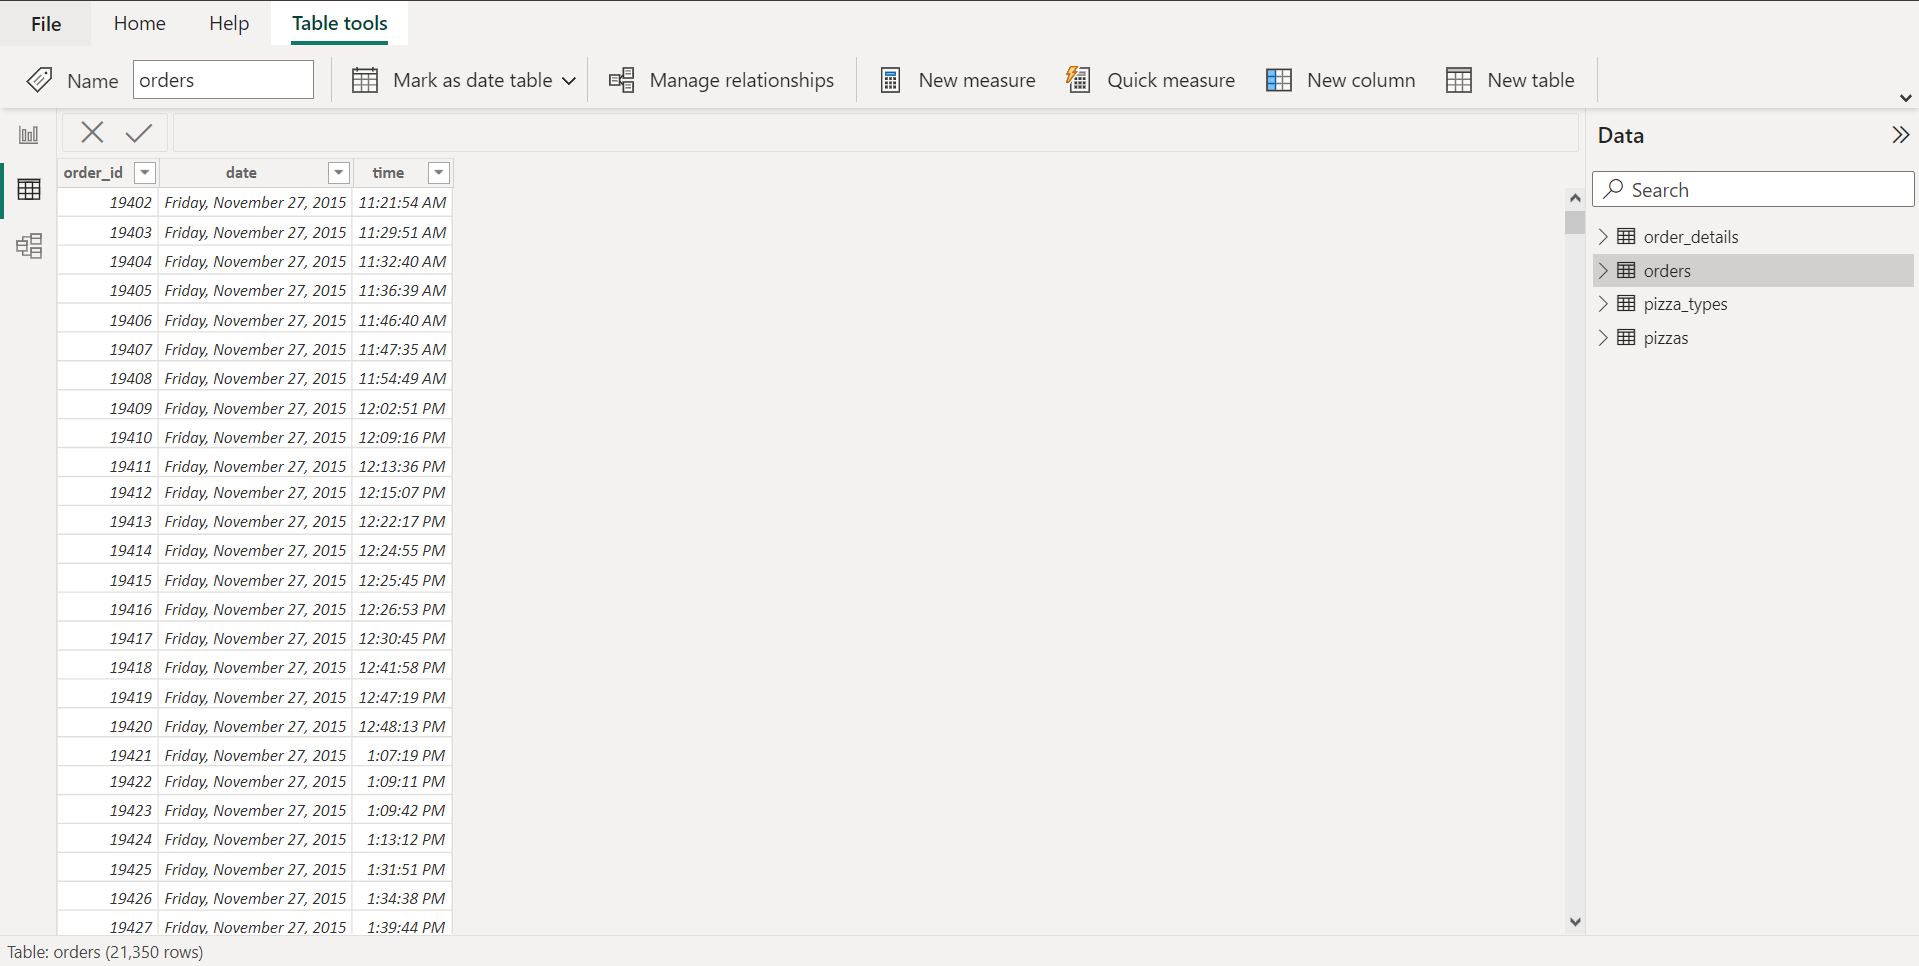 File Home Help Table tools
Name orders Mark as date table Manage relationships New measure Quick measure New column New table
Data
order_id date time
Search
19402 Friday, November 27, 2015 11:21:54 AM
19403 Friday, November 27, 2015 11:29:51 AM
19404 Friday, November 27, 2015 11:32:40 AM
19405 Friday, November 27, 2015 11:36:39 AM
19406 Friday, November 27, 2015 11:46:40 AM
19407 Friday, November 27, 2015 11:47:35 AM
19408 Friday, November 27, 2015 11:54:49 AM
19409 Friday, November 27, 2015 12:02:51 PM
19410 Friday, November 27, 2015 12:09:16 PM
19411 Friday, November 27, 2015 12:13:36 PM
19412 Friday, November 27, 2015 12:15:07 PM
19413 Friday, November 27, 2015 12:22:17 PM
19414 Friday, November 27, 2015 12:24:55 PM
19415 Friday, November 27, 2015 12:25:45 PM
19416 Friday, November 27, 2015 12:26:53 PM
19417 Friday, November 27, 2015 12:30:45 PM
19418 Friday, November 27, 2015 12:41:58 PM
19419 Friday, November 27, 2015 12:47:19 PM
19420 Friday, November 27, 2015 12:48:13 PM
19421 Friday, November 27, 2015 1:07:19 PM
19422 Friday, November 27, 2015 1:09:11 PM
19423 Friday, November 27, 2015 1:09:42 PM
19424 Friday, November 27, 2015 1:13:12 PM
19425 Friday, November 27, 2015 1:31:51 PM
19426 Friday, November 27, 2015 1:34:38 PM
19427 Friday, November 27, 2015 1:39:44 PM
order_details
orders
pizza_types
pizzas
Table: orders (21,350 rows)